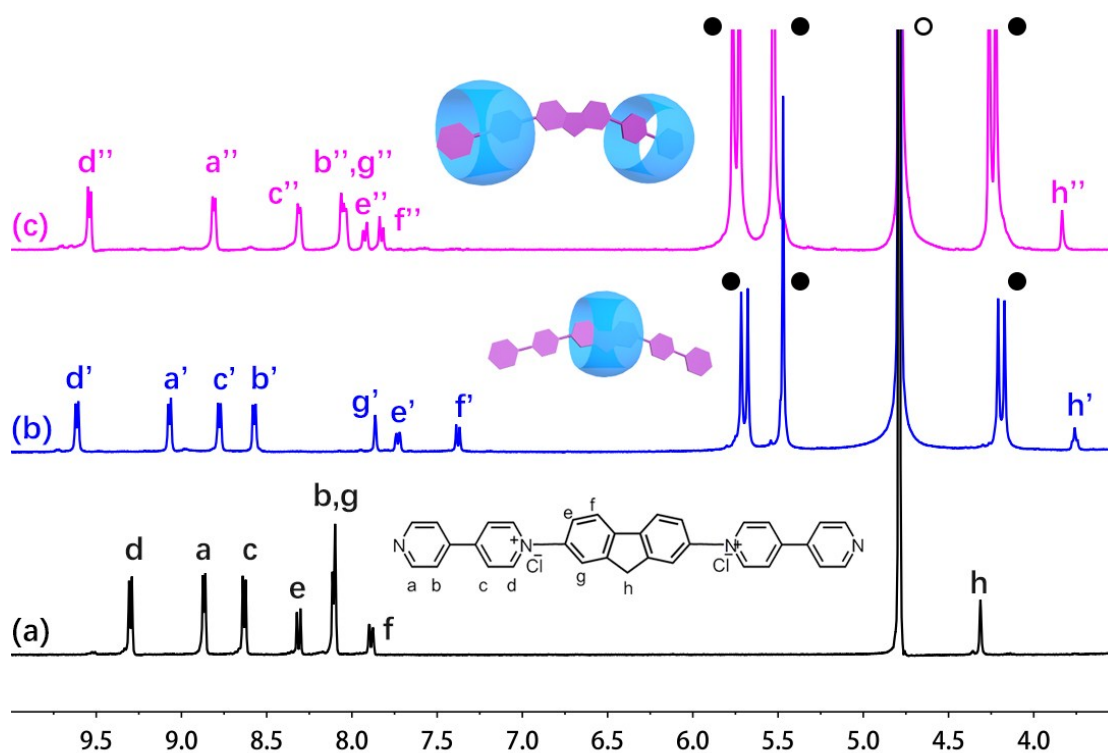 d’’
a’’
c’’
b’’,g’’
e’’
f’’
h’’
(c)
d’
a’
c’
b’
g’
e’
f’
h’
(b)
d
a
c
e
b,g
f
h
(a)
N
a
b
c
d
N
+
Cl
−
e
f
g
h
N
+
Cl
−
N
9.5 9.0 8.5 8.0 7.5 7.0 6.5 6.0 5.5 5.0 4.5 4.0